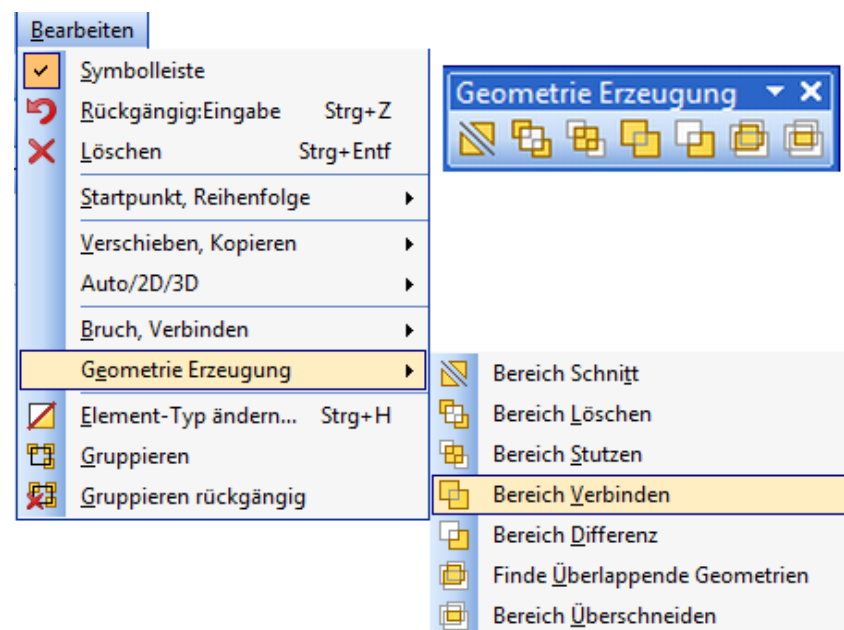 Bearbeiten
Symbolleiste
Rückgängig:Eingabe Strg+Z
Löschen Strg+Entf
Startpunkt, Reihenfolge
Verschieben, Kopieren
Auto/2D/3D
Bruch, Verbinden
Geometrie Erzeugung
Element-Typ ändern... Strg+H
Gruppieren
Gruppieren rückgängig
Geometrie Erzeugung
Bereich Schnitt
Bereich Löschen
Bereich Stutzen
Bereich Verbinden
Bereich Differenz
Finde Überlappende Geometrien
Bereich Überschneiden